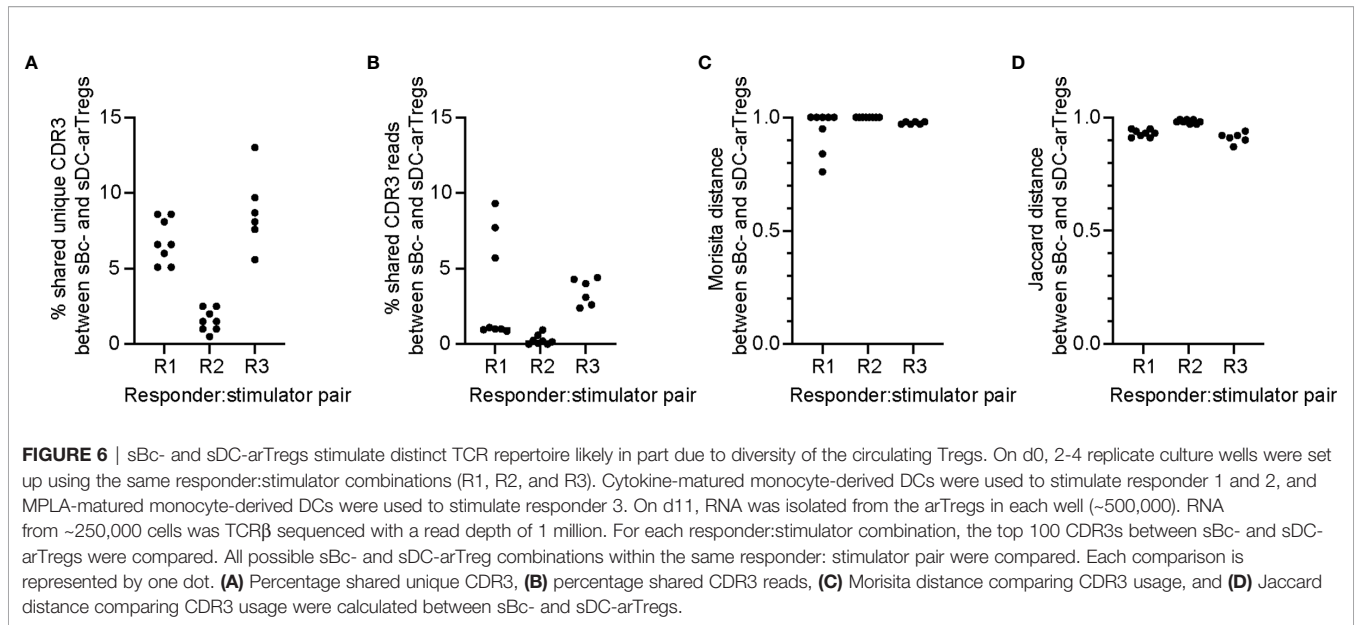 A
B
C
D
% shared unique CDR3
between sBc- and sDC-arTregs
15
10
5
0
R1 R2 R3
Responder:stimulator pair
% shared CDR3 reads
between sBc- and sDC-arTregs
15
10
5
0
R1 R2 R3
Responder:stimulator pair
Morisita distance
between sBc- and sDC-arTregs
1.0
0.5
0.0
R1 R2 R3
Responder:stimulator pair
Jaccard distance
between sBc- and sDC-arTregs
1.0
0.5
0.0
R1 R2 R3
Responder:stimulator pair
FIGURE 6 | sBc- and sDC-arTregs stimulate distinct TCR repertoire likely in part due to diversity of the circulating Tregs. On d0, 2-4 replicate culture wells were set
up using the same responder:stimulator combinations (R1, R2, and R3). Cytokine-matured monocyte-derived DCs were used to stimulate responder 1 and 2, and
MPLA-matured monocyte-derived DCs were used to stimulate responder 3. On d11, RNA was isolated from the arTregs in each well (~500,000). RNA
from ~250,000 cells was TCRβ sequenced with a read depth of 1 million. For each responder:stimulator combination, the top 100 CDR3s between sBc- and sDC-
arTregs were compared. All possible sBc- and sDC-arTreg combinations within the same responder: stimulator pair were compared. Each comparison is
represented by one dot. (A) Percentage shared unique CDR3, (B) percentage shared CDR3 reads, (C) Morisita distance comparing CDR3 usage, and (D) Jaccard
distance comparing CDR3 usage were calculated between sBc- and sDC-arTregs.